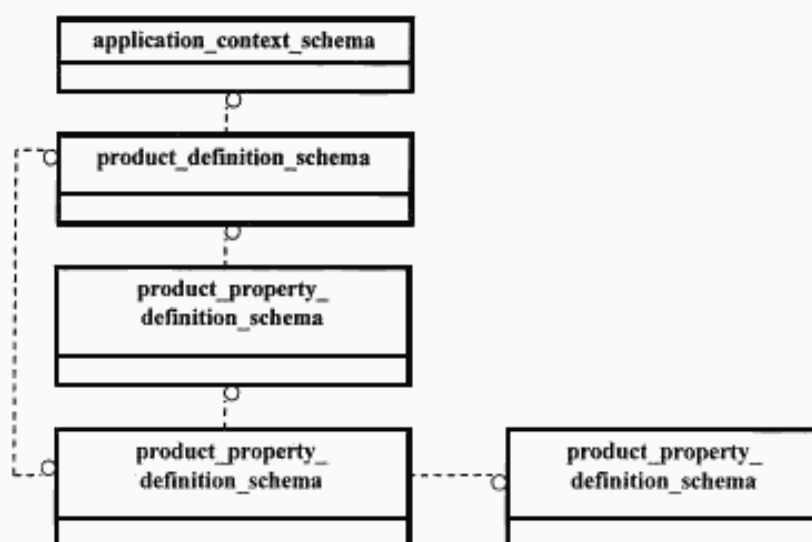 application_context_schema
product_definition_schema
product_property_
definition_schema
product_property_
definition_schema
product_property_
definition_schema